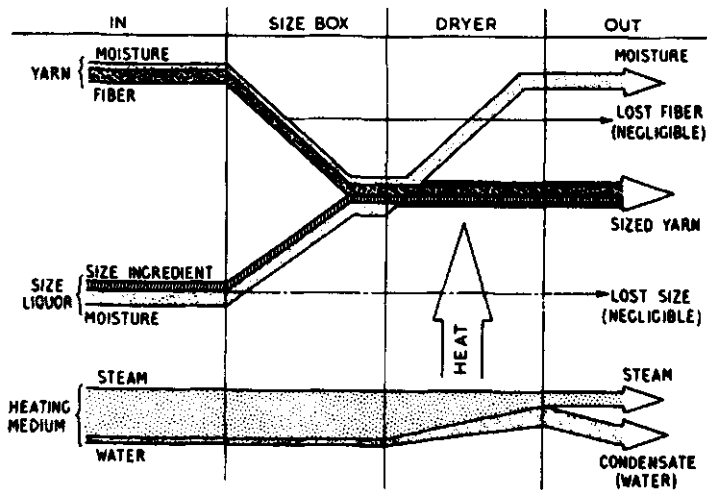 IN SIZE BOX DRYER OUT
MOISTURE
YARN
FIBER
MOISTURE
LOST FIBER
(NEGLIGIBLE)
SIZED YARN
SIZE INGREDIENT
SIZE
LIQUOR
MOISTURE
LOST SIZE
(NEGLIGIBLE)
HEAT
STEAM
HEATING
MEDIUM
WATER
STEAM
CONDENSATE
(WATER)